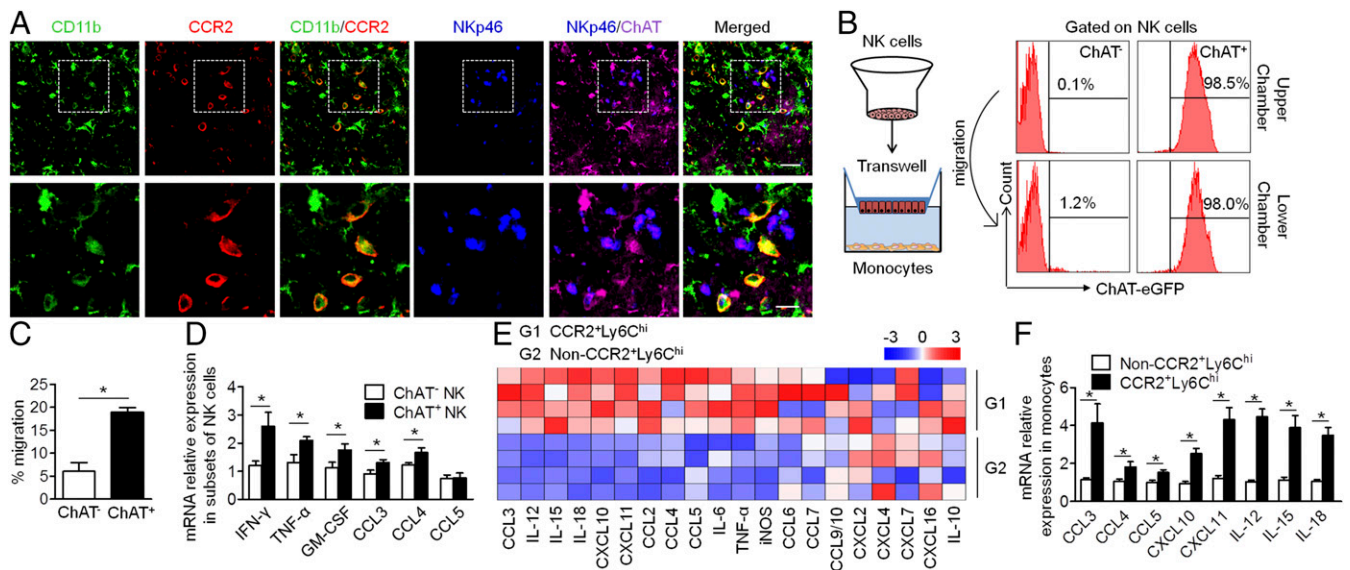 A
CD11b CCR2 CD11b/CCR2 NKp46 NKp46/ChAT Merged
B
NK cells
Transwell
Monocytes
migration
Gated on NK cells
ChAT⁻ ChAT⁺
0.1% 98.5%
Upper
Chamber
1.2% 98.0%
Lower
Chamber
Count
ChAT-eGFP
C
% migration
25
20
15
10
5
0
*
ChAT⁻ ChAT⁺
D
mRNA relative expression
in subsets of NK cells
5
4
3
2
1
0
ChAT⁻ NK
ChAT⁺ NK
* * * * *
IFN-γ TNF-α GM-CSF CCL3 CCL4 CCL5
E
G1 CCR2⁺Ly6Cʰⁱ
G2 Non-CCR2⁺Ly6Cʰⁱ
-3 0 3
G1
G2
CCL3 IL-12 IL-15 IL-18 CXCL10 CXCL11 CCL2 CCL4 CCL5 IL-6 TNF-α iNOS CCL6 CCL7 CCL9/10 CXCL2 CXCL4 CXCL7 CXCL16 IL-10
F
mRNA relative
expression in monocytes
6
4
2
0
Non-CCR2⁺Ly6Cʰⁱ
CCR2⁺Ly6Cʰⁱ
* * * * * * * *
CCL3 CCL4 CCL5 CXCL10 CXCL11 IL-12 IL-15 IL-18